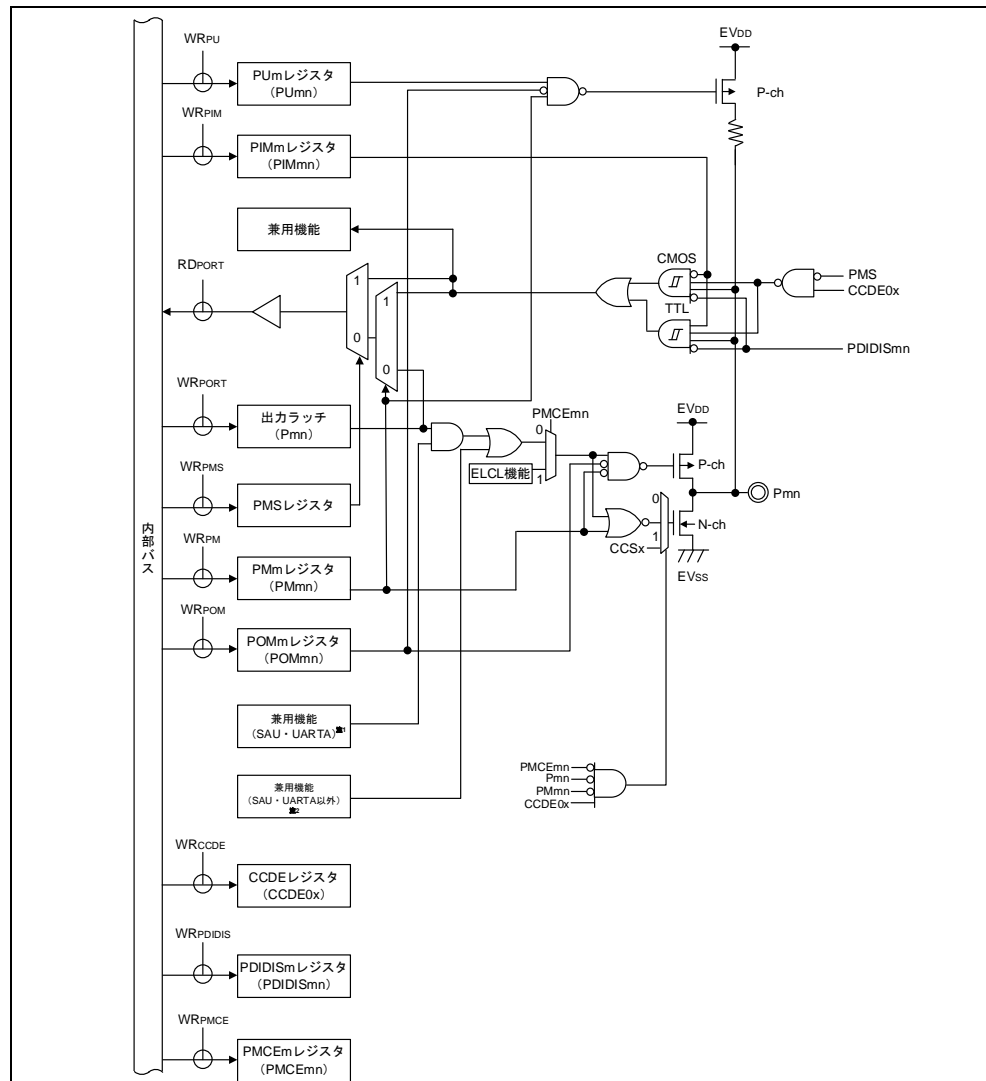 WRPU
PUmレジスタ
(PUmn)
EVDD
P-ch
WRPIM
PIMmレジスタ
(PIMmn)
兼用機能
RDPORT
1
0
1
0
CMOS
TTL
PMS
CCDE0x
PDIDISmn
WRPORT
出力ラッチ
(Pmn)
PMCEmn
0
1
ELCL機能
EVDD
P-ch
Pmn
N-ch
EVSS
0
1
CCSx
WRPMS
PMSレジスタ
内部バス
WRPM
PMmレジスタ
(PMmn)
WRPOM
POMmレジスタ
(POMmn)
兼用機能
(SAU・UARTA)注1
兼用機能
(SAU・UARTA以外)
注2
PMCEmn
Pmn
PMmn
CCDE0x
WRCCDE
CCDEレジスタ
(CCDE0x)
WRPDIDIS
PDIDISmレジスタ
(PDIDISmn)
WRPMCE
PMCEmレジスタ
(PMCEmn)